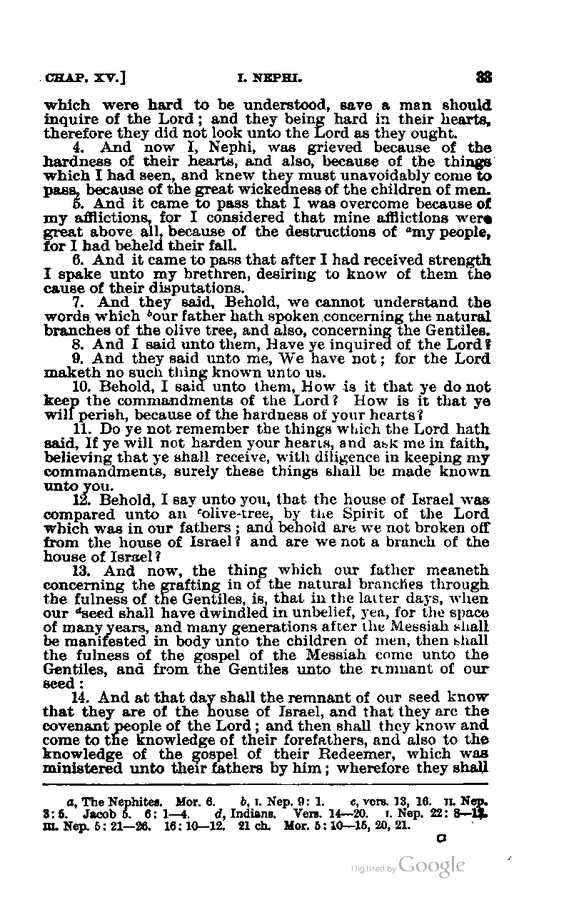 CHAP. XV.] I. NEPHI. 33
which were hard to be understood, save a man should
inquire of the Lord; and they being hard in their hearts,
therefore they did not look unto the Lord as they ought.
4. And now I, Nephi, was grieved because of the
hardness of their hearts, and also, because of the things
which I had seen, and knew they must unavoidably come to
pass, because of the great wickedness of the children of men.
5. And it came to pass that I was overcome because of
my afflictions, for I considered that mine afflictions were
great above all, because of the destructions of ᵃmy people,
for I had beheld their fall.
6. And it came to pass that after I had received strength
I spake unto my brethren, desiring to know of them the
cause of their disputations.
7. And they said, Behold, we cannot understand the
words which ᵇour father hath spoken concerning the natural
branches of the olive tree, and also, concerning the Gentiles.
8. And I said unto them, Have ye inquired of the Lord?
9. And they said unto me, We have not; for the Lord
maketh no such thing known unto us.
10. Behold, I said unto them, How is it that ye do not
keep the commandments of the Lord? How is it that ye
will perish, because of the hardness of your hearts?
11. Do ye not remember the things which the Lord hath
said, If ye will not harden your hearts, and ask me in faith,
believing that ye shall receive, with diligence in keeping my
commandments, surely these things shall be made known
unto you.
12. Behold, I say unto you, that the house of Israel was
compared unto an ᶜolive-tree, by the Spirit of the Lord
which was in our fathers; and behold are we not broken off
from the house of Israel? and are we not a branch of the
house of Israel?
13. And now, the thing which our father meaneth
concerning the grafting in of the natural branches through
the fulness of the Gentiles, is, that in the latter days, when
our ᵈseed shall have dwindled in unbelief, yea, for the space
of many years, and many generations after the Messiah shall
be manifested in body unto the children of men, then shall
the fulness of the gospel of the Messiah come unto the
Gentiles, and from the Gentiles unto the remnant of our
seed:
14. And at that day shall the remnant of our seed know
that they are of the house of Israel, and that they are the
covenant people of the Lord; and then shall they know and
come to the knowledge of their forefathers, and also to the
knowledge of the gospel of their Redeemer, which was
ministered unto their fathers by him; wherefore they shall
a, The Nephites. Mor. 6. b, I. Nep. 9: 1. c, vers. 13, 16. II. Nep.
3: 5. Jacob 5. 6: 1—4. d, Indians. Vers. 14—20. I. Nep. 22: 8—12.
III. Nep. 5: 21—26. 16: 10—12. 21 ch. Mor. 5: 10—15, 20, 21.
Digitized by Google